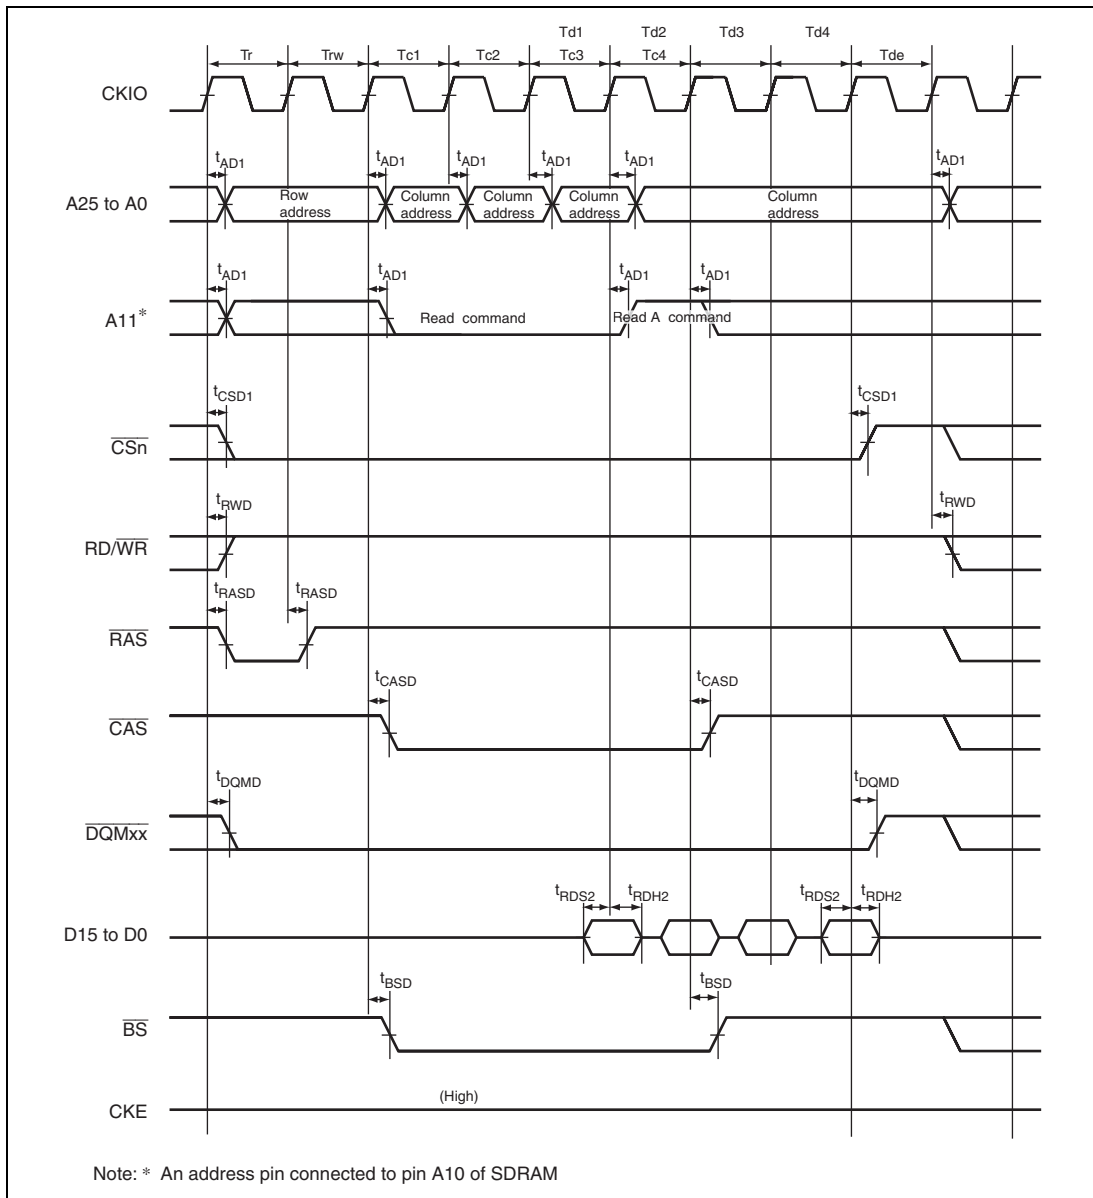 Td1 Td2 Td3 Td4
Tr Trw Tc1 Tc2 Tc3 Tc4 Tde
CKIO
tAD1 tAD1 tAD1 tAD1 tAD1 tAD1
A25 to A0
Row address
Column address
Column address
Column address
Column address
tAD1 tAD1 tAD1 tAD1
A11*
Read command
Read A command
tCSD1 tCSD1
CSn
tRWD tRWD
RD/WR
tRASD tRASD
RAS
tCASD tCASD
CAS
tDQMD tDQMD
DQMxx
tRDS2 tRDH2 tRDS2 tRDH2
D15 to D0
tBSD tBSD
BS
(High)
CKE
Note: * An address pin connected to pin A10 of SDRAM